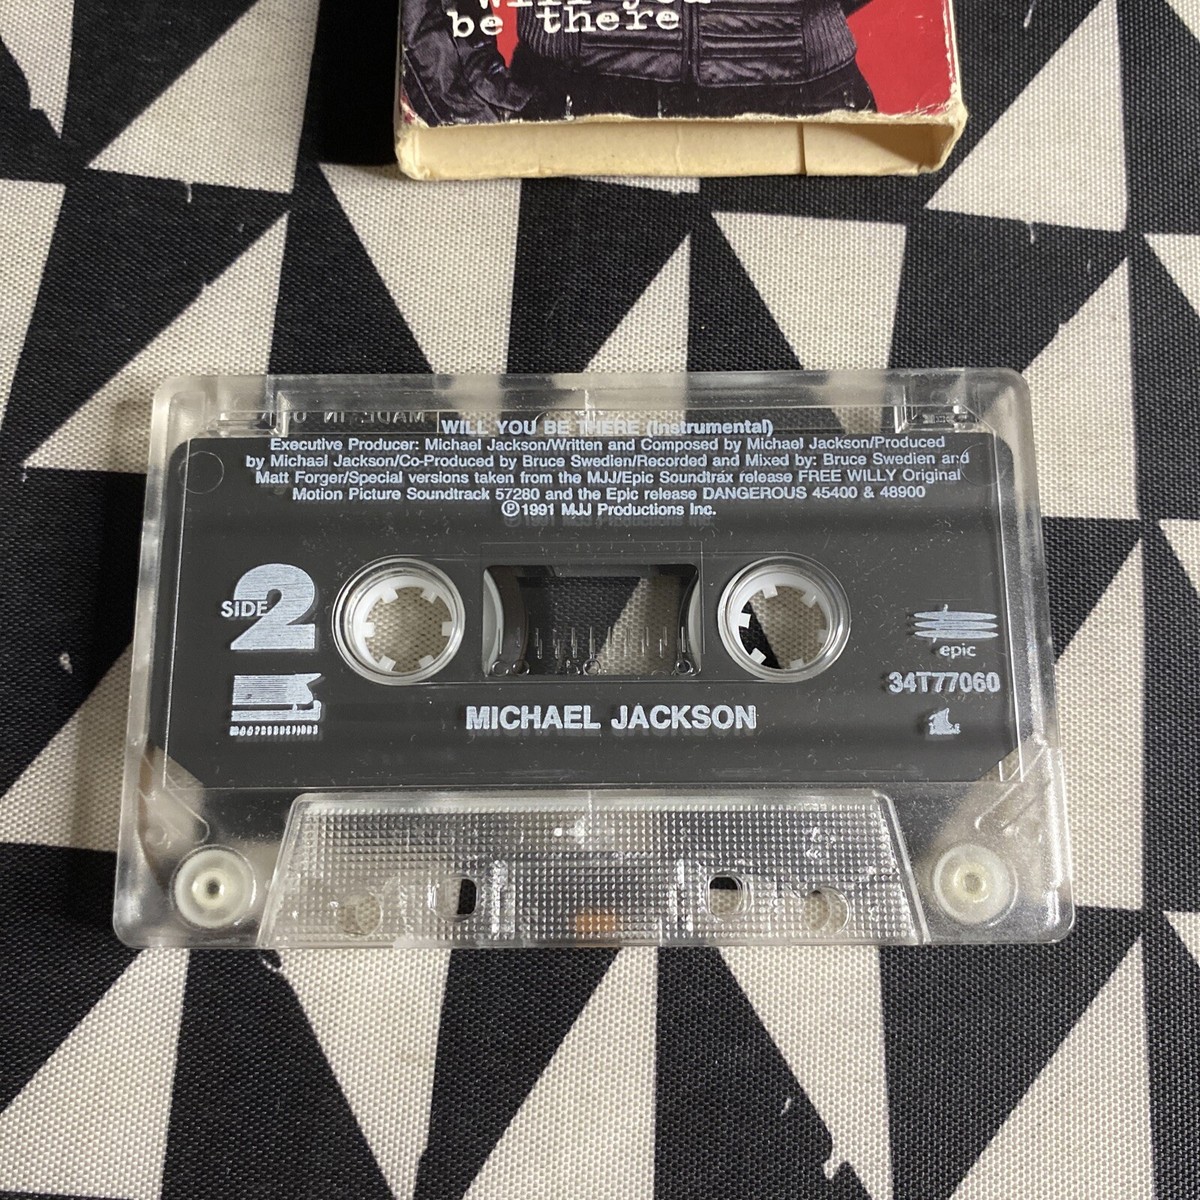 will you
be there
MADE IN U
WILL YOU BE THERE (Instrumental)
Executive Producer: Michael Jackson/Written and Composed by Michael Jackson/Produced
by Michael Jackson/Co-Produced by Bruce Swedien/Recorded and Mixed by: Bruce Swedien and
Matt Forger/Special versions taken from the MJJ/Epic Soundtrax release FREE WILLY Original
Motion Picture Soundtrack 57280 and the Epic release DANGEROUS 45400 & 48900
℗1991 MJJ Productions Inc.
SIDE 2
epic
34T77060
MICHAEL JACKSON